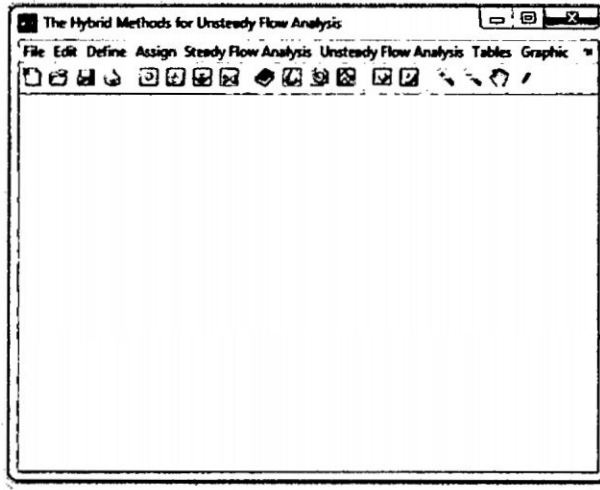 The Hybrid Methods for Unsteady Flow Analysis
File Edit Define Assign Steady Flow Analysis Unsteady Flow Analysis Tables Graphic